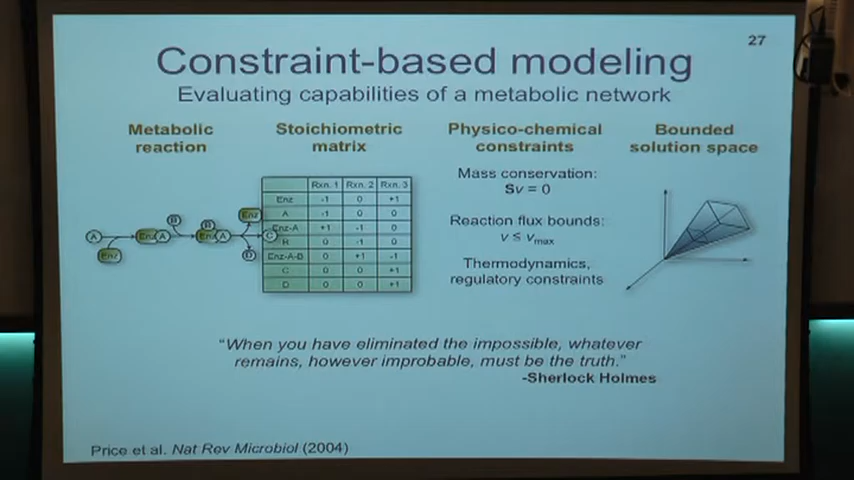 27
Constraint-based modeling
Evaluating capabilities of a metabolic network
Metabolic
reaction
Stoichiometric
matrix
Physico-chemical
constraints
Bounded
solution space
A
Enz
Enz A
B
B
Enz A
Enz
C
D
Rxn. 1 Rxn. 2 Rxn. 3
Enz -1 0 +1
A -1 0 0
Enz-A +1 -1 0
B 0 -1 0
Enz-A-B 0 +1 -1
C 0 0 +1
D 0 0 +1
Mass conservation:
Sv = 0
Reaction flux bounds:
v ≤ vmax
Thermodynamics,
regulatory constraints
“When you have eliminated the impossible, whatever
remains, however improbable, must be the truth.”
-Sherlock Holmes
Price et al. Nat Rev Microbiol (2004)